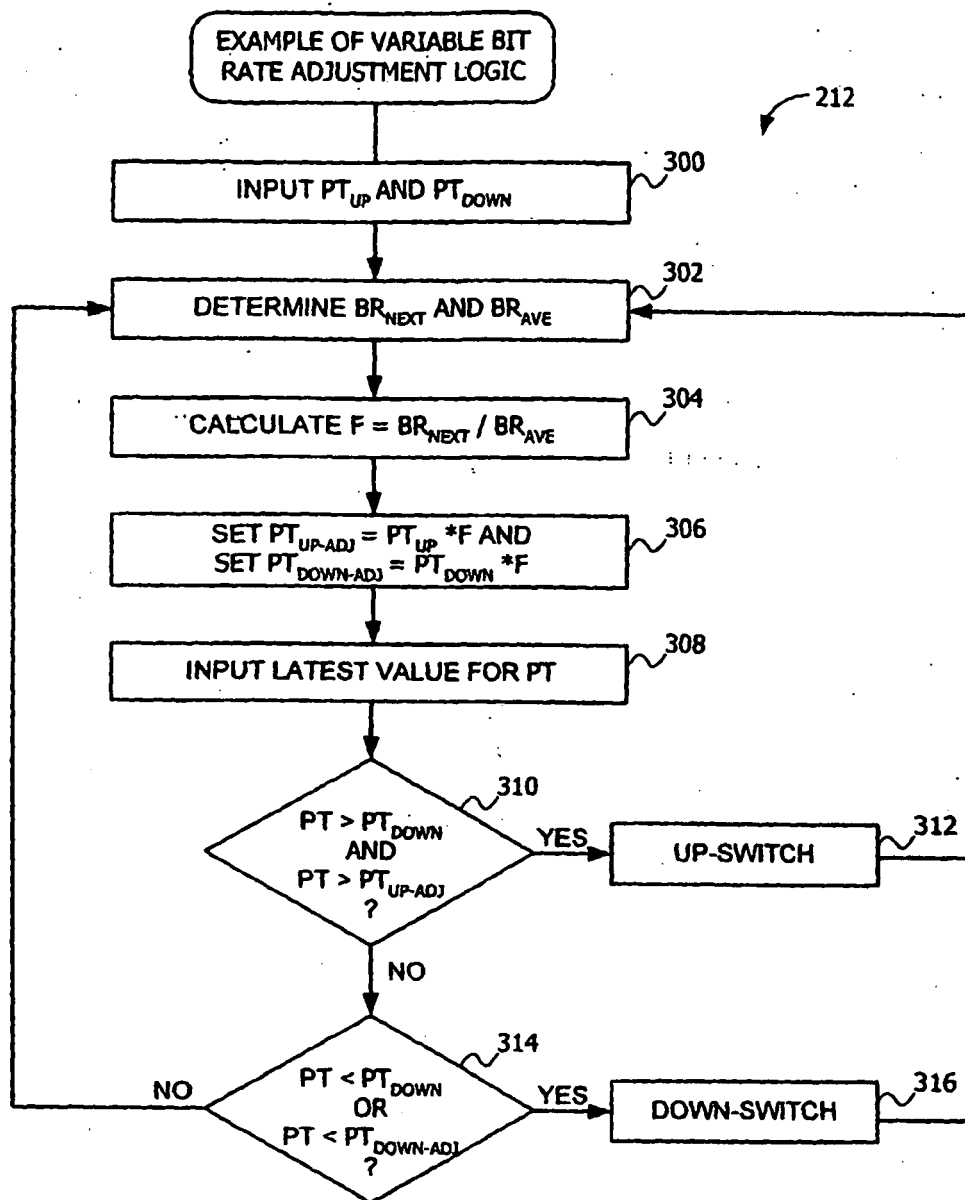 EXAMPLE OF VARIABLE BIT
RATE ADJUSTMENT LOGIC
212
300
INPUT PT_UP AND PT_DOWN
302
DETERMINE BR_NEXT AND BR_AVE
304
CALCULATE F = BR_NEXT / BR_AVE
306
SET PT_UP-ADJ = PT_UP *F AND
SET PT_DOWN-ADJ = PT_DOWN *F
308
INPUT LATEST VALUE FOR PT
310
PT > PT_DOWN
AND
PT > PT_UP-ADJ
?
YES
UP-SWITCH
312
NO
314
PT < PT_DOWN
OR
PT < PT_DOWN-ADJ
?
NO
YES
DOWN-SWITCH
316